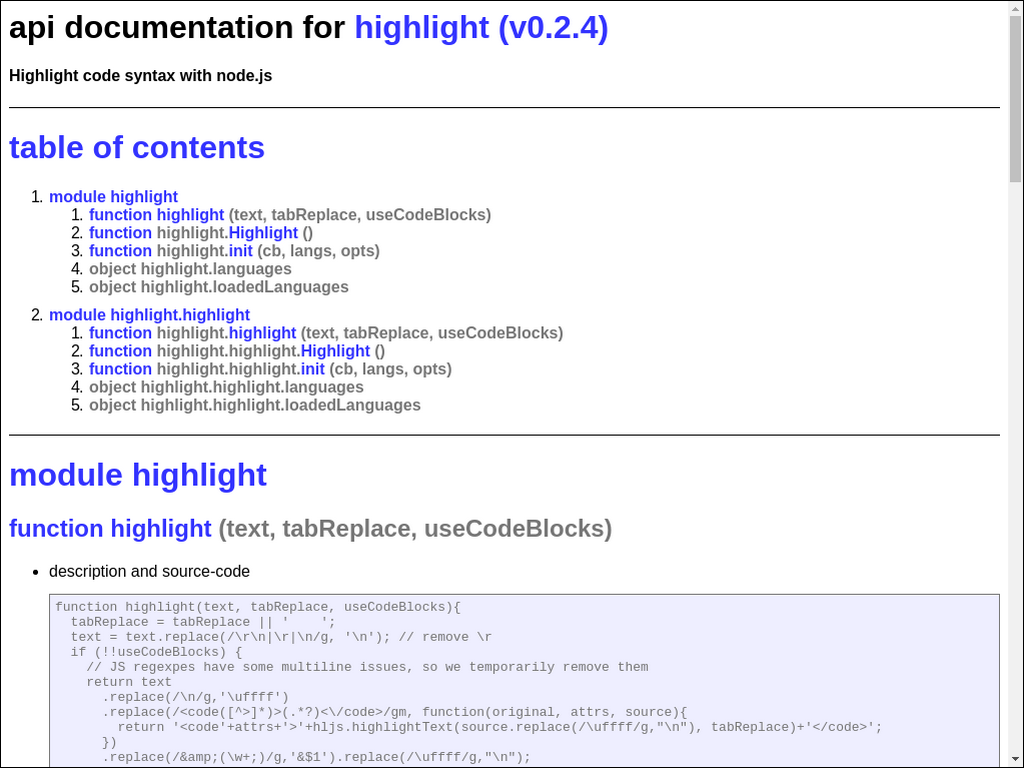 api documentation for highlight (v0.2.4)
Highlight code syntax with node.js
table of contents
1. module highlight
1. function highlight (text, tabReplace, useCodeBlocks)
2. function highlight.Highlight ()
3. function highlight.init (cb, langs, opts)
4. object highlight.languages
5. object highlight.loadedLanguages
2. module highlight.highlight
1. function highlight.highlight (text, tabReplace, useCodeBlocks)
2. function highlight.highlight.Highlight ()
3. function highlight.highlight.init (cb, langs, opts)
4. object highlight.highlight.languages
5. object highlight.highlight.loadedLanguages
module highlight
function highlight (text, tabReplace, useCodeBlocks)
• description and source-code
function highlight(text, tabReplace, useCodeBlocks){
  tabReplace = tabReplace || '    ';
  text = text.replace(/\r\n|\r|\n/g, '\n'); // remove \r
  if (!!useCodeBlocks) {
    // JS regexpes have some multiline issues, so we temporarily remove them
    return text
      .replace(/\n/g,'\uffff')
      .replace(/<code([^>]*)>(.*?)<\/code>/gm, function(original, attrs, source){
        return '<code'+attrs+'>'+hljs.highlightText(source.replace(/\uffff/g,"\n"), tabReplace)+'</code>';
      })
      .replace(/&amp;(\w+;)/g,'&$1').replace(/\uffff/g,"\n");